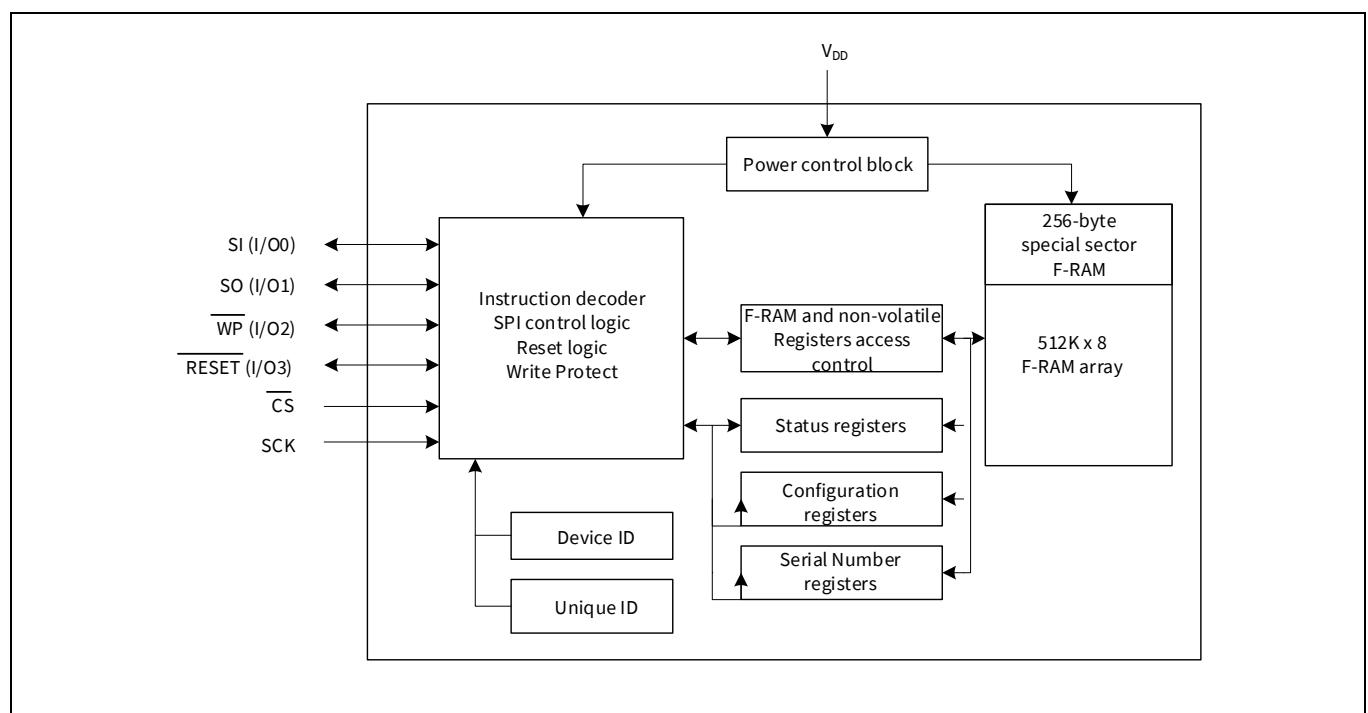 VDD
Power control block
256-byte
special sector
F-RAM
SI (I/O0)
SO (I/O1)
WP (I/O2)
RESET (I/O3)
CS
SCK
Instruction decoder
SPI control logic
Reset logic
Write Protect
F-RAM and non-volatile
Registers access
control
512K x 8
F-RAM array
Status registers
Configuration
registers
Serial Number
registers
Device ID
Unique ID